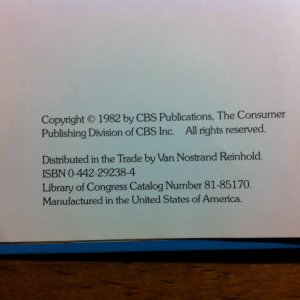 Copyright © 1982 by CBS Publications, The Consumer
Publishing Division of CBS Inc. All rights reserved.
Distributed in the Trade by Van Nostrand Reinhold.
ISBN 0-442-29238-4
Library of Congress Catalog Number 81-85170.
Manufactured in the United States of America.